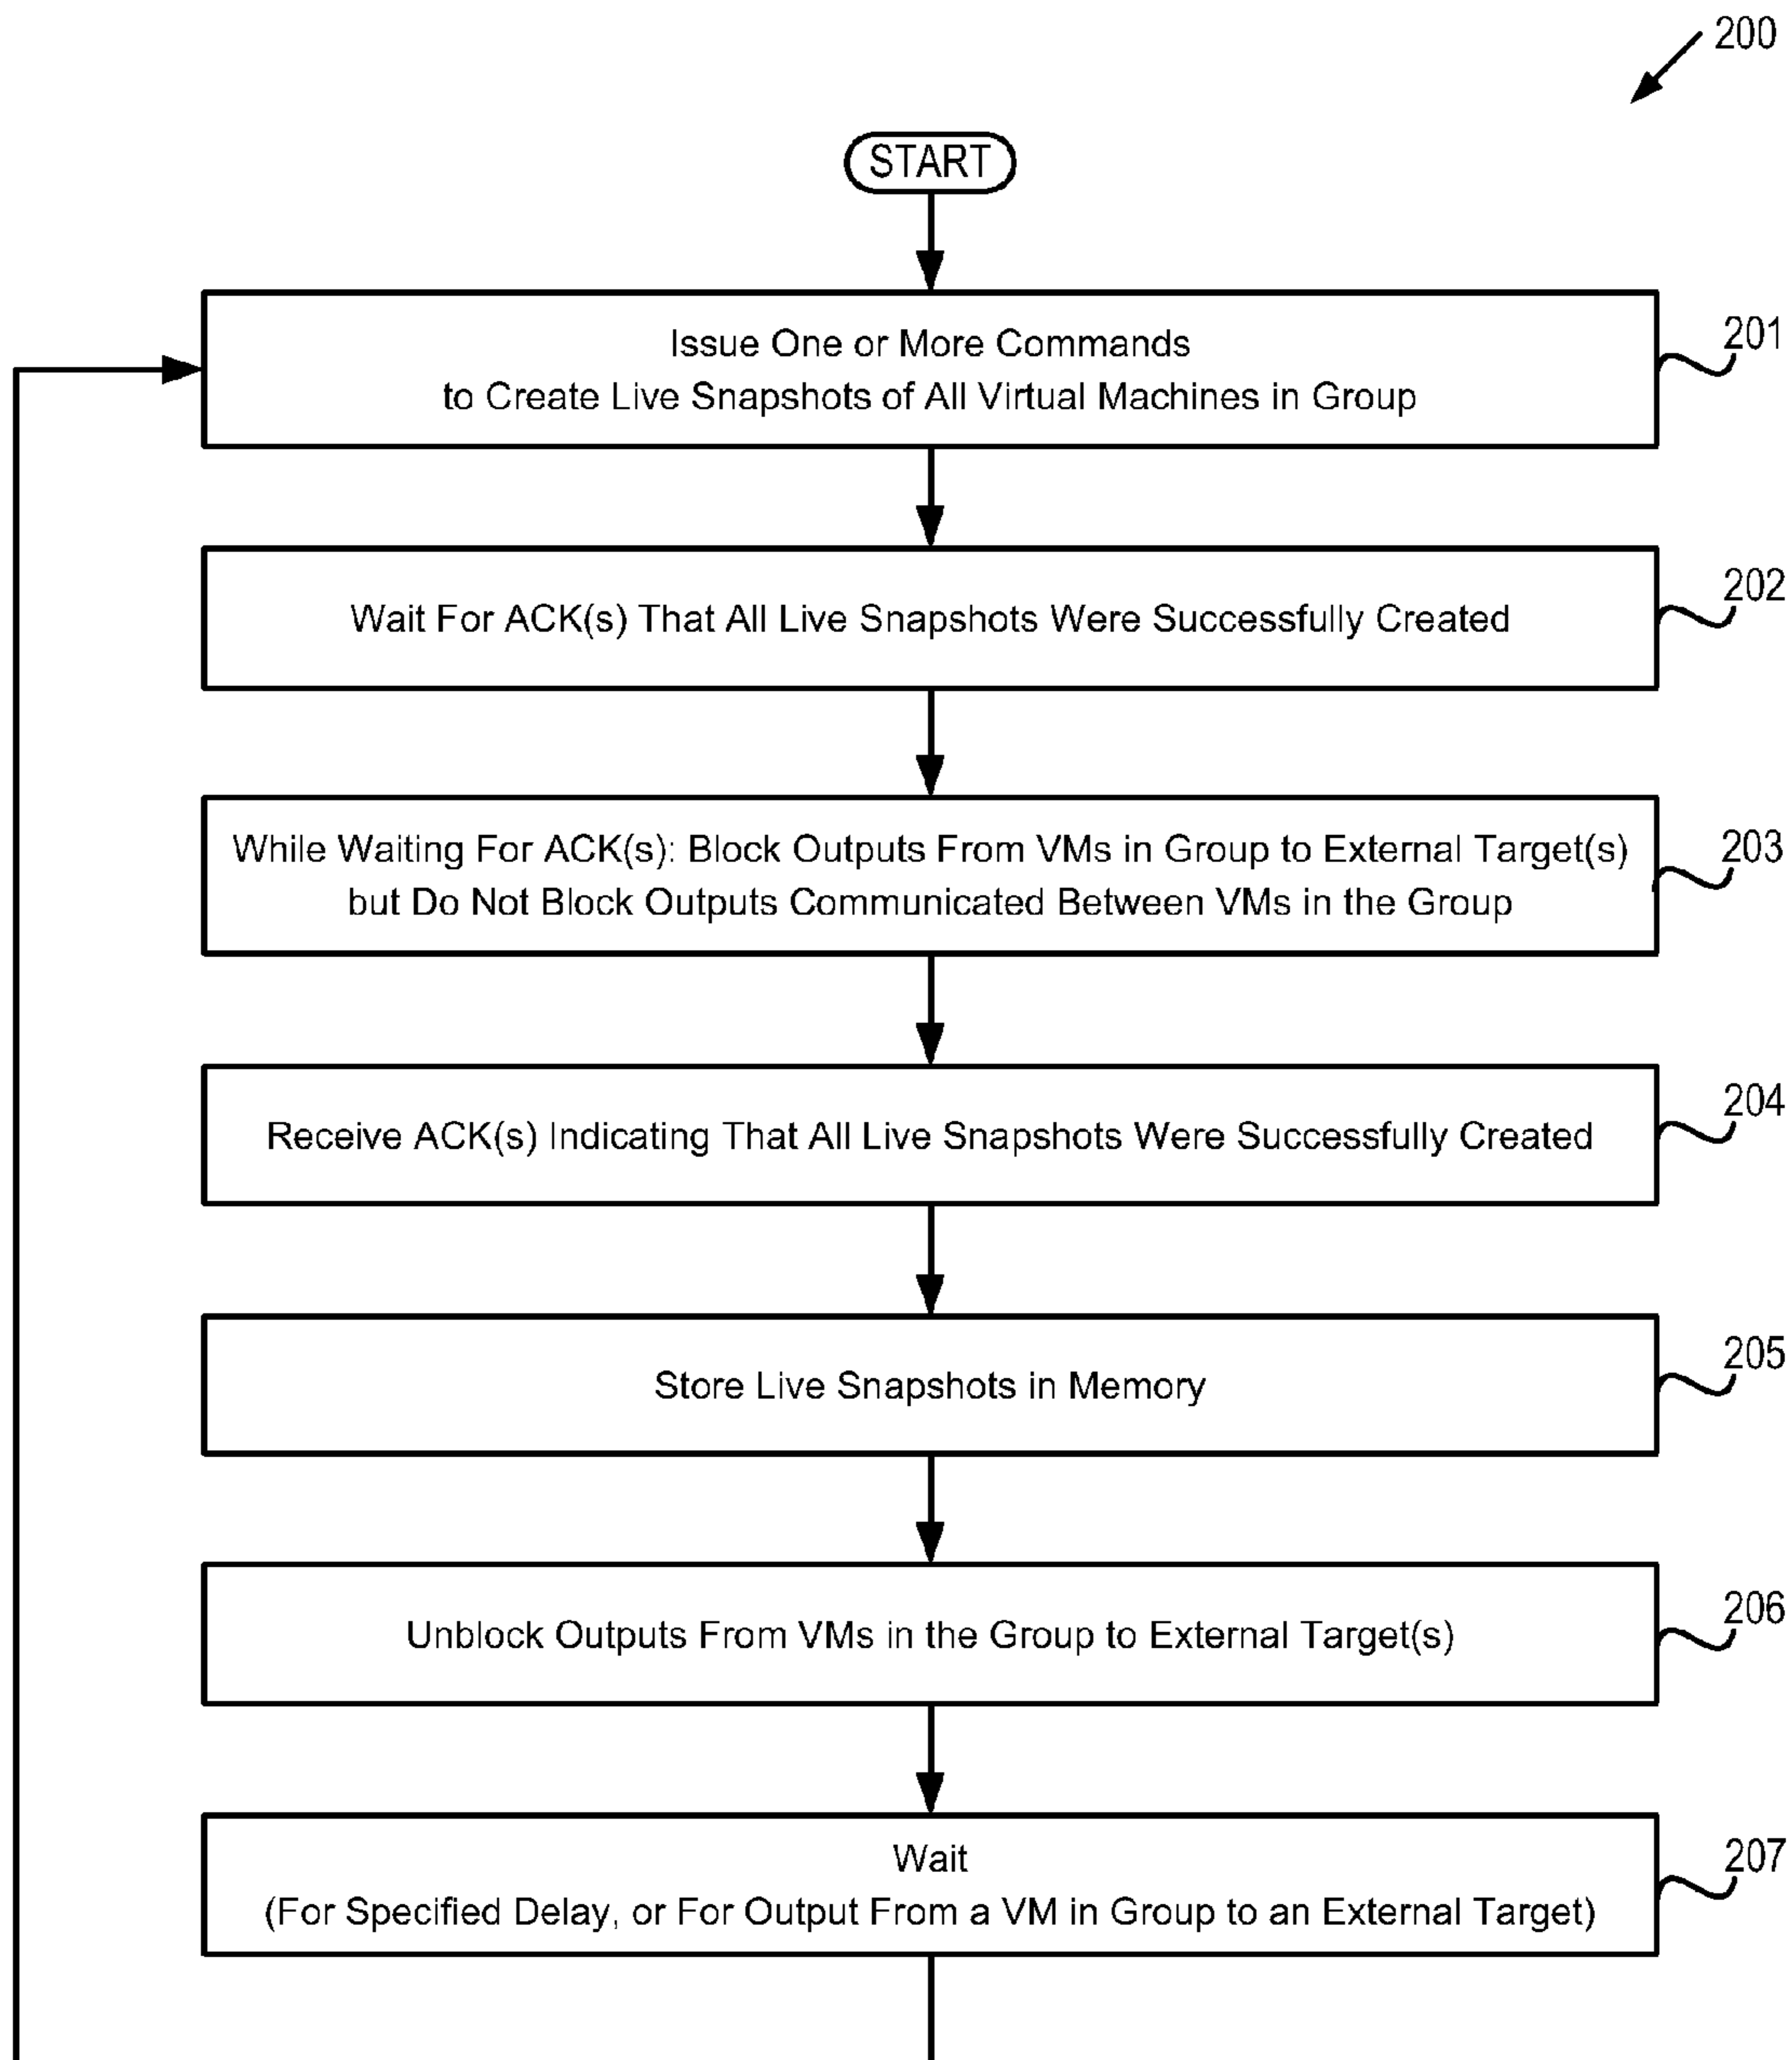 200
START
Issue One or More Commands
to Create Live Snapshots of All Virtual Machines in Group
201
Wait For ACK(s) That All Live Snapshots Were Successfully Created
202
While Waiting For ACK(s): Block Outputs From VMs in Group to External Target(s)
but Do Not Block Outputs Communicated Between VMs in the Group
203
Receive ACK(s) Indicating That All Live Snapshots Were Successfully Created
204
Store Live Snapshots in Memory
205
Unblock Outputs From VMs in the Group to External Target(s)
206
Wait
(For Specified Delay, or For Output From a VM in Group to an External Target)
207